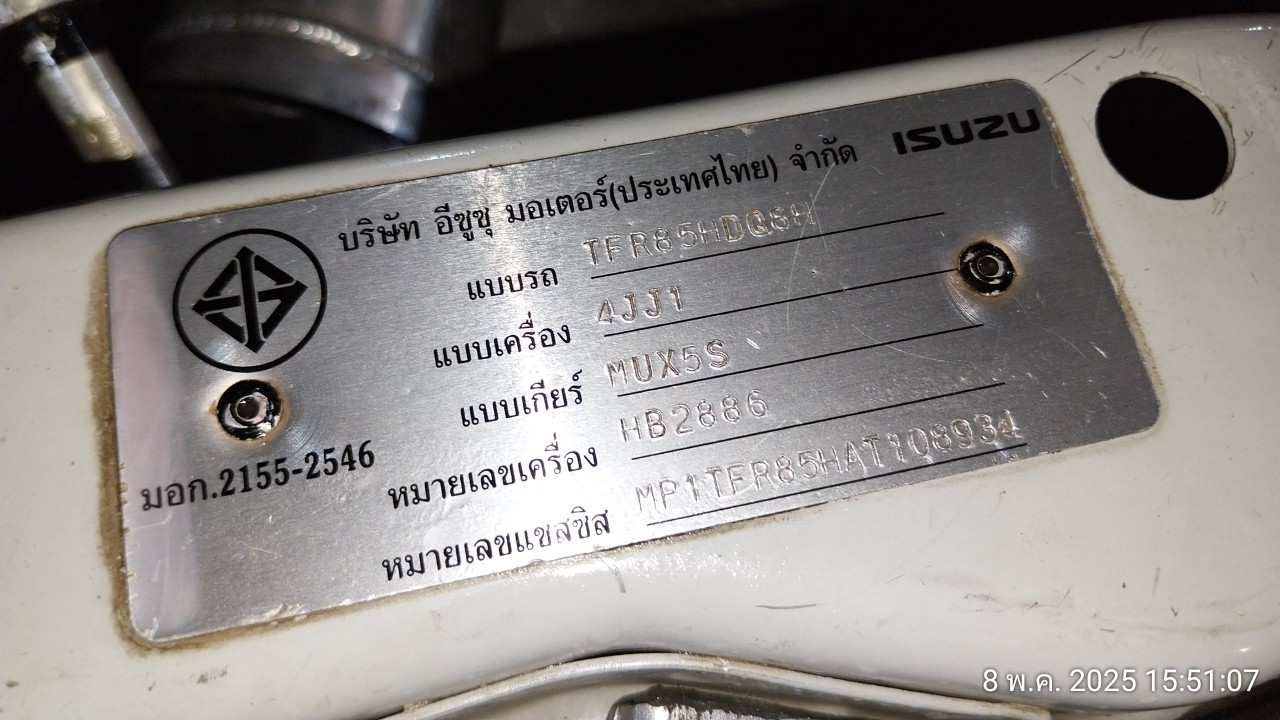 ISUZU
บริษัท อีซูซุ มอเตอร์(ประเทศไทย) จำกัด
แบบรถ TFR85HDQ8H
แบบเครื่อง 4JJ1
แบบเกียร์ MUX5S
หมายเลขเครื่อง HB2886
หมายเลขแชสซิส MP1TFR85HAT108934
มอก.2155-2546
8 พ.ค. 2025 15:51:07